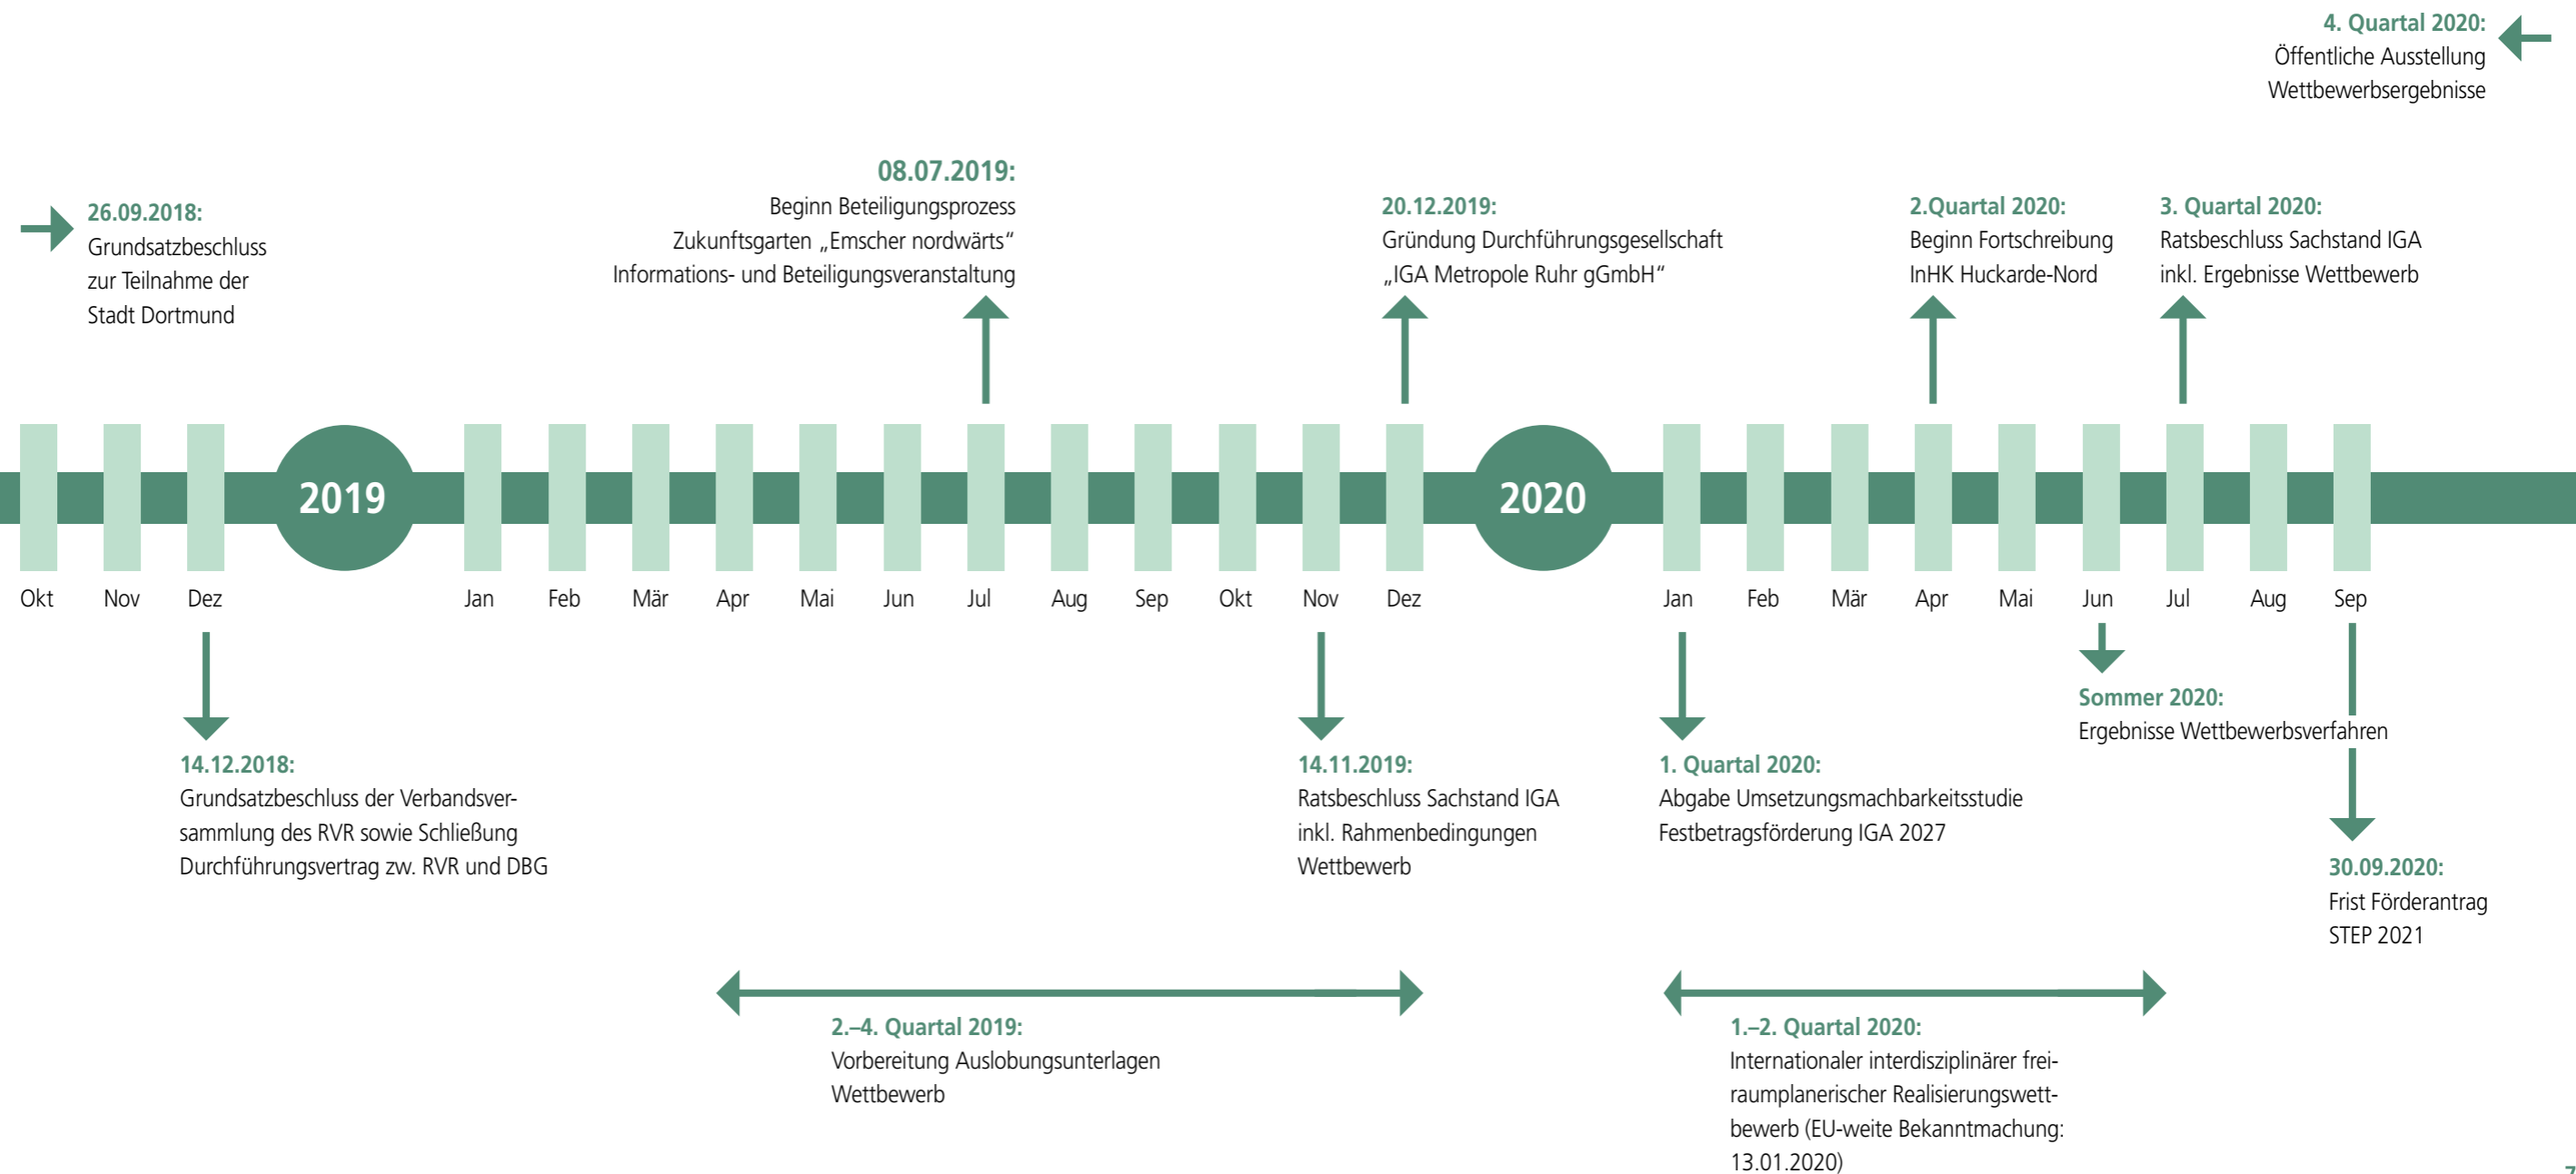 4. Quartal 2020:
Öffentliche Ausstellung
Wettbewerbsergebnisse
26.09.2018:
Grundsatzbeschluss
zur Teilnahme der
Stadt Dortmund
08.07.2019:
Beginn Beteiligungsprozess
Zukunftsgarten „Emscher nordwärts“
Informations- und Beteiligungsveranstaltung
20.12.2019:
Gründung Durchführungsgesellschaft
„IGA Metropole Ruhr gGmbH“
2.Quartal 2020:
Beginn Fortschreibung
InHK Huckarde-Nord
3. Quartal 2020:
Ratsbeschluss Sachstand IGA
inkl. Ergebnisse Wettbewerb
2019
2020
Okt Nov Dez Jan Feb Mär Apr Mai Jun Jul Aug Sep Okt Nov Dez Jan Feb Mär Apr Mai Jun Jul Aug Sep
14.12.2018:
Grundsatzbeschluss der Verbandsver-
sammlung des RVR sowie Schließung
Durchführungsvertrag zw. RVR und DBG
14.11.2019:
Ratsbeschluss Sachstand IGA
inkl. Rahmenbedingungen
Wettbewerb
1. Quartal 2020:
Abgabe Umsetzungsmachbarkeitsstudie
Festbetragsförderung IGA 2027
Sommer 2020:
Ergebnisse Wettbewerbsverfahren
30.09.2020:
Frist Förderantrag
STEP 2021
2.–4. Quartal 2019:
Vorbereitung Auslobungsunterlagen
Wettbewerb
1.–2. Quartal 2020:
Internationaler interdisziplinärer frei-
raumplanerischer Realisierungswett-
bewerb (EU-weite Bekanntmachung:
13.01.2020)